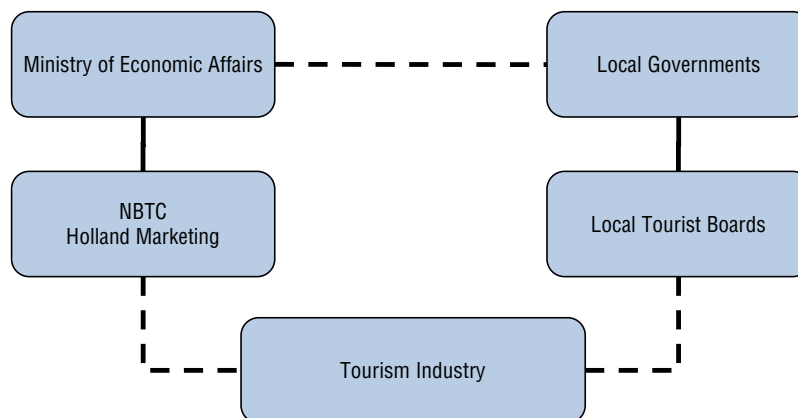 Ministry of Economic Affairs
Local Governments
NBTC
Holland Marketing
Local Tourist Boards
Tourism Industry